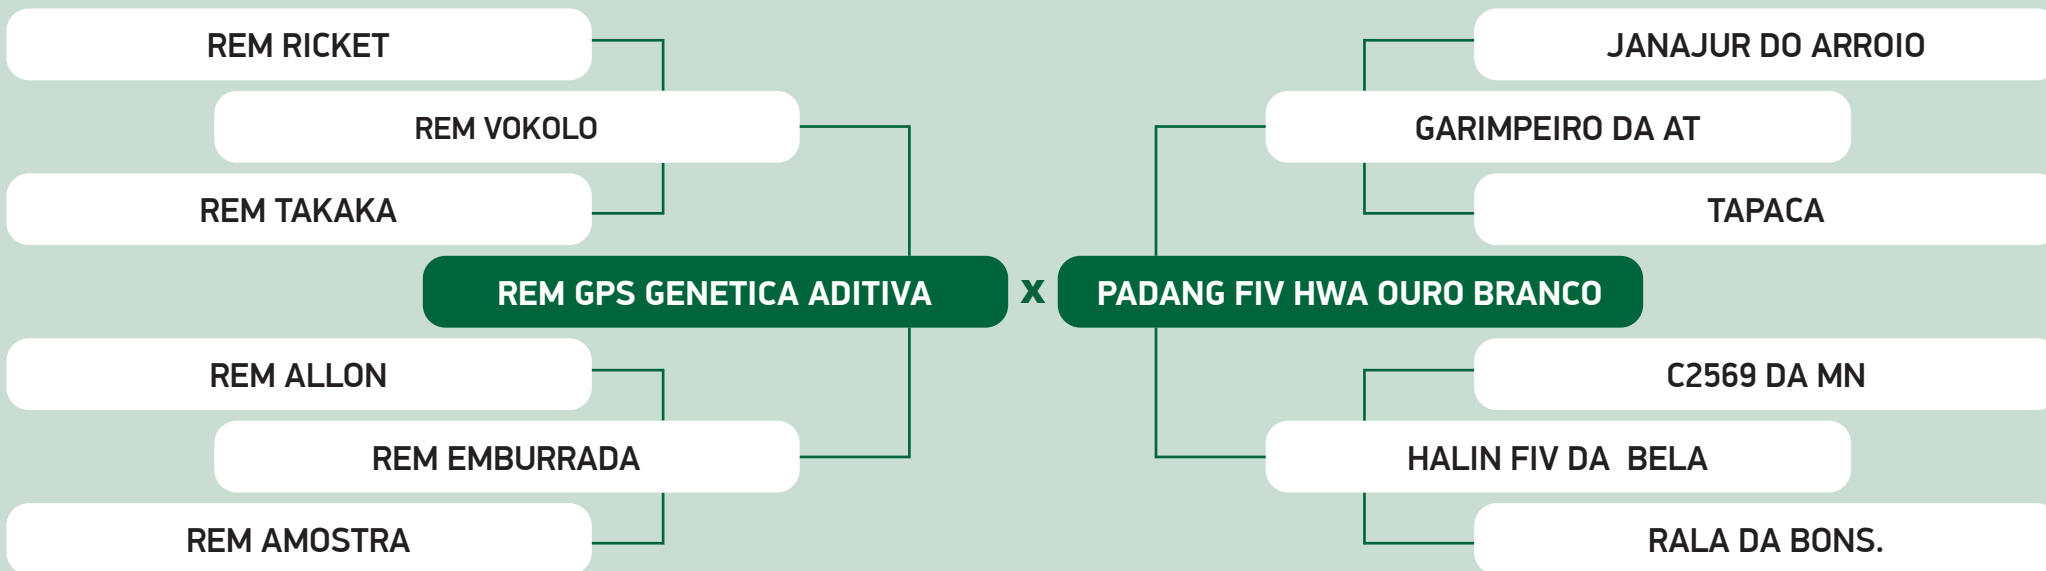 REM RICKET
JANAJUR DO ARROIO
REM VOKOLO
GARIMPEIRO DA AT
REM TAKAKA
TAPACA
REM GPS GENETICA ADITIVA x PADANG FIV HWA OURO BRANCO
REM ALLON
C2569 DA MN
REM EMBURRADA
HALIN FIV DA BELA
REM AMOSTRA
RALA DA BONS.